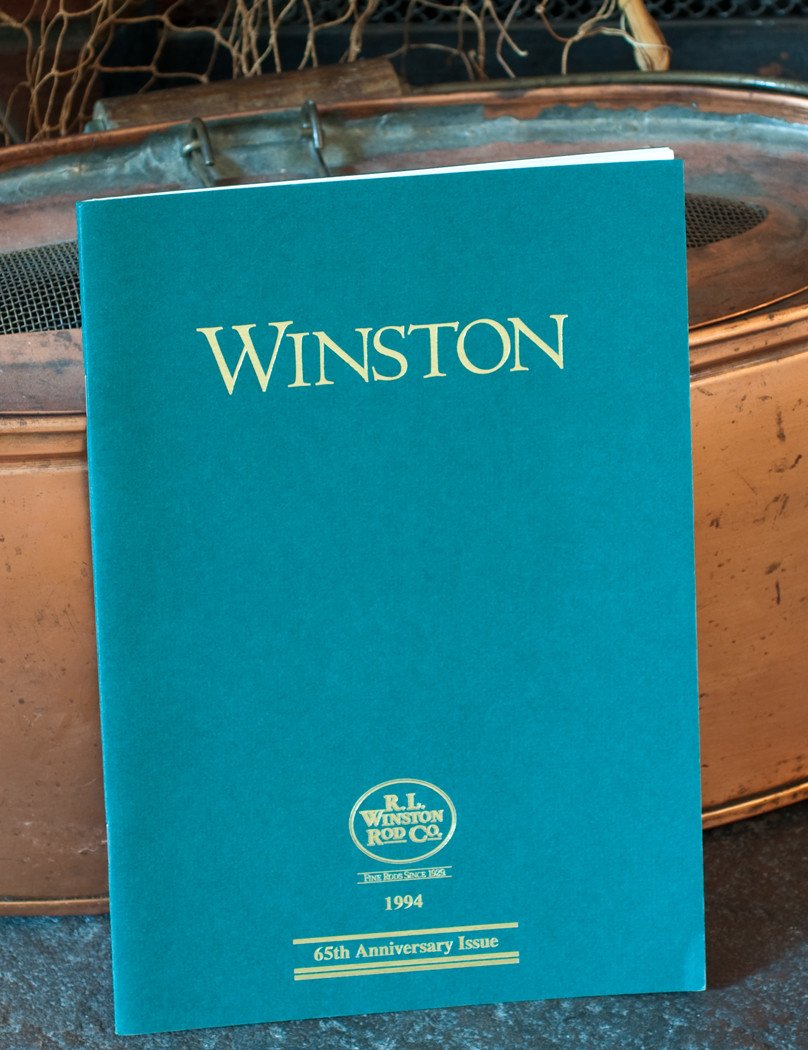 WINSTON
R.L.
WINSTON
ROD CO.
FINE RODS SINCE 1929
1994
65th Anniversary Issue